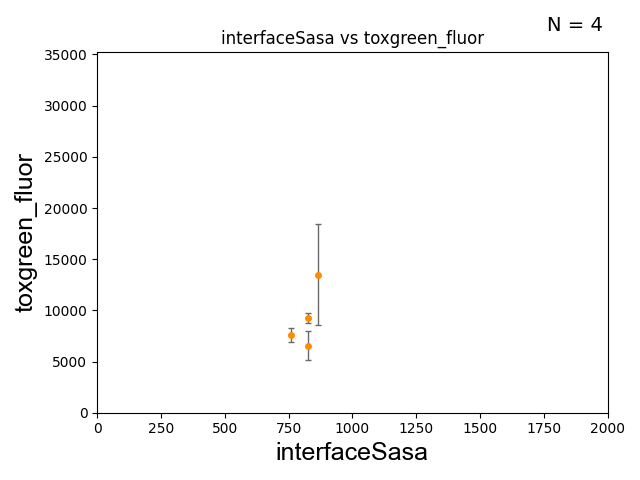 N = 4
interfaceSasa vs toxgreen_fluor
35000
30000
25000
20000
15000
10000
5000
0
toxgreen_fluor
0 250 500 750 1000 1250 1500 1750 2000
interfaceSasa